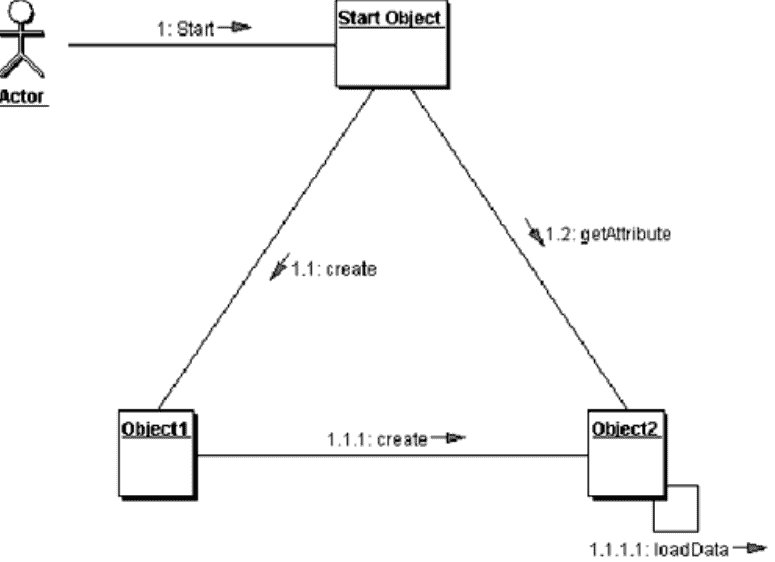 1: Start
Start Object
Actor
1.2: getAttribute
1.1: create
Object1
1.1.1: create
Object2
1.1.1.1: loadData